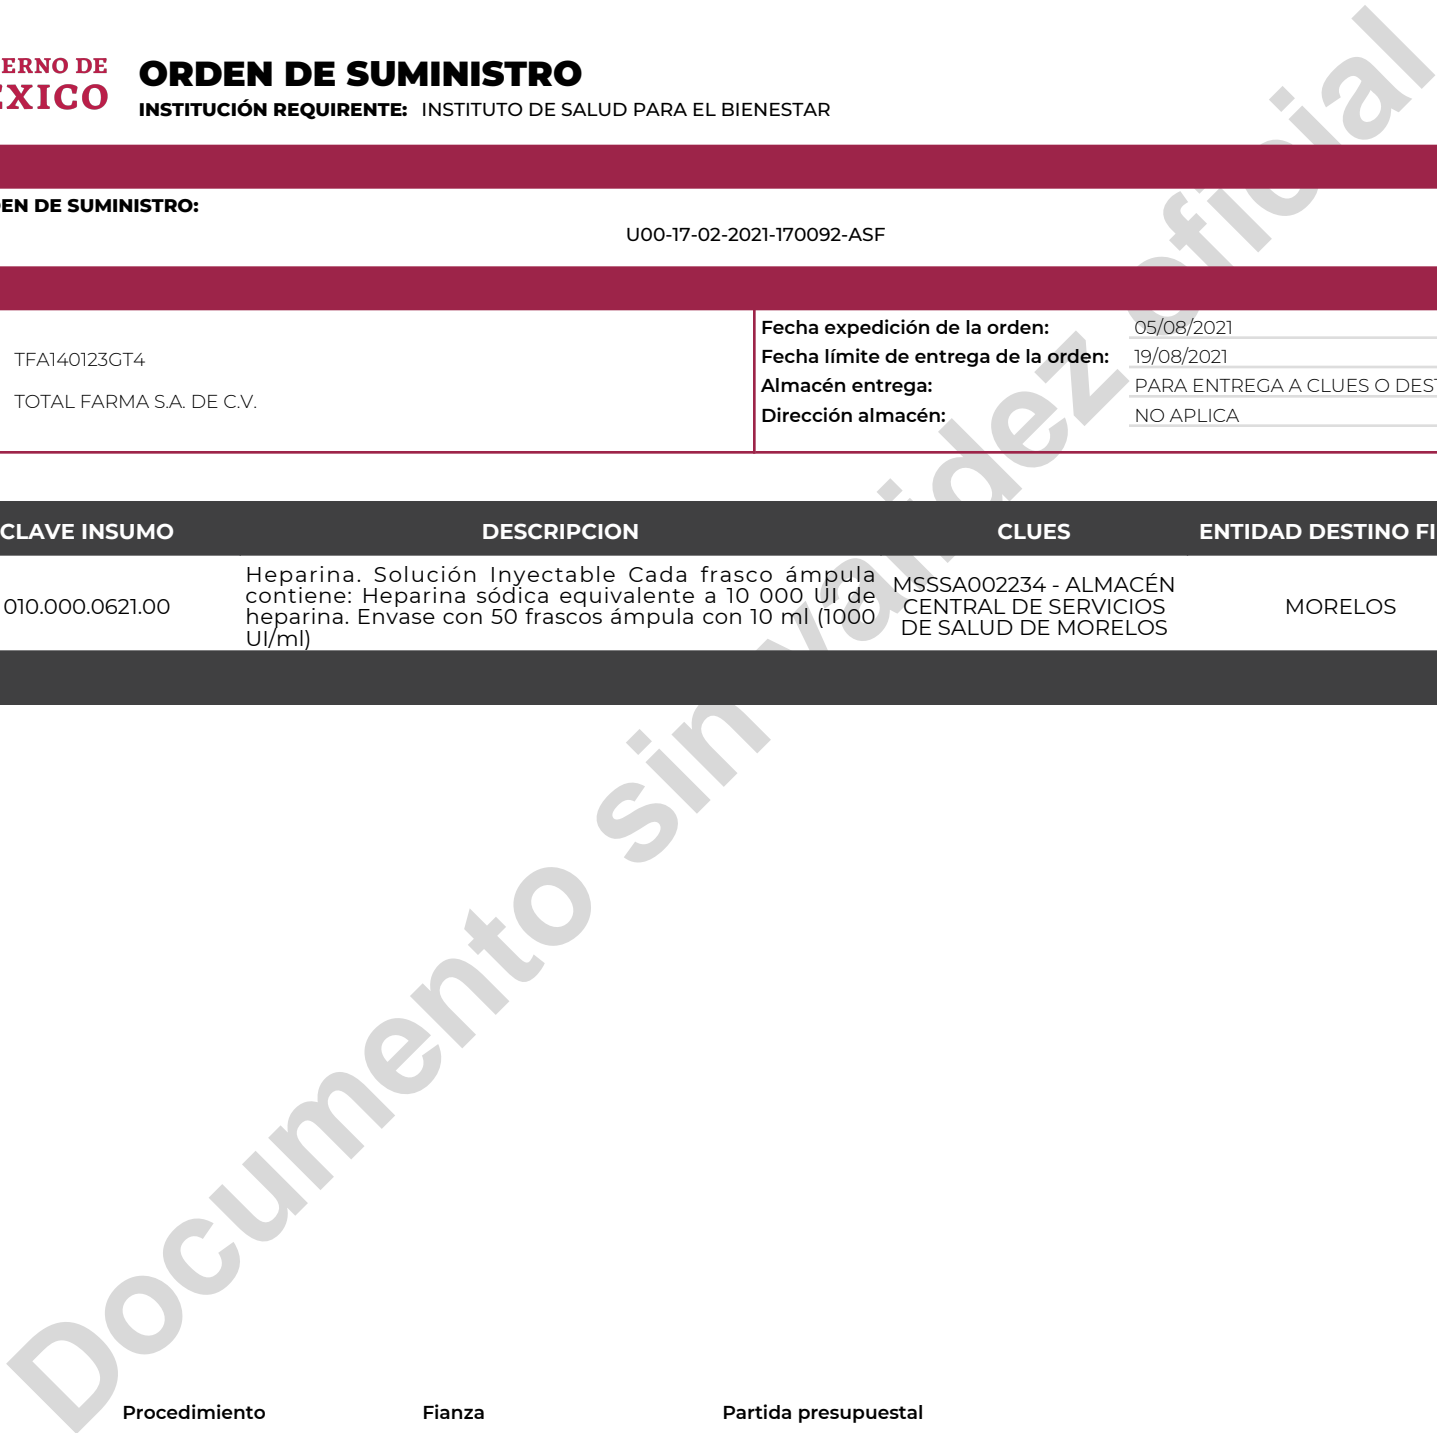 ERNO DE
EXICO
ORDEN DE SUMINISTRO
INSTITUCIÓN REQUIRENTE: INSTITUTO DE SALUD PARA EL BIENESTAR
EN DE SUMINISTRO:
U00-17-02-2021-170092-ASF
TFA140123GT4
TOTAL FARMA S.A. DE C.V.
Fecha expedición de la orden: 05/08/2021
Fecha límite de entrega de la orden: 19/08/2021
Almacén entrega: PARA ENTREGA A CLUES O DEST
Dirección almacén: NO APLICA
CLAVE INSUMO DESCRIPCION CLUES ENTIDAD DESTINO FI
010.000.0621.00
Heparina. Solución Inyectable Cada frasco ámpula
contiene: Heparina sódica equivalente a 10 000 UI de
heparina. Envase con 50 frascos ámpula con 10 ml (1000
UI/ml)
MSSSA002234 - ALMACÉN
CENTRAL DE SERVICIOS
DE SALUD DE MORELOS
MORELOS
Documento sin validez oficial
Procedimiento Fianza Partida presupuestal